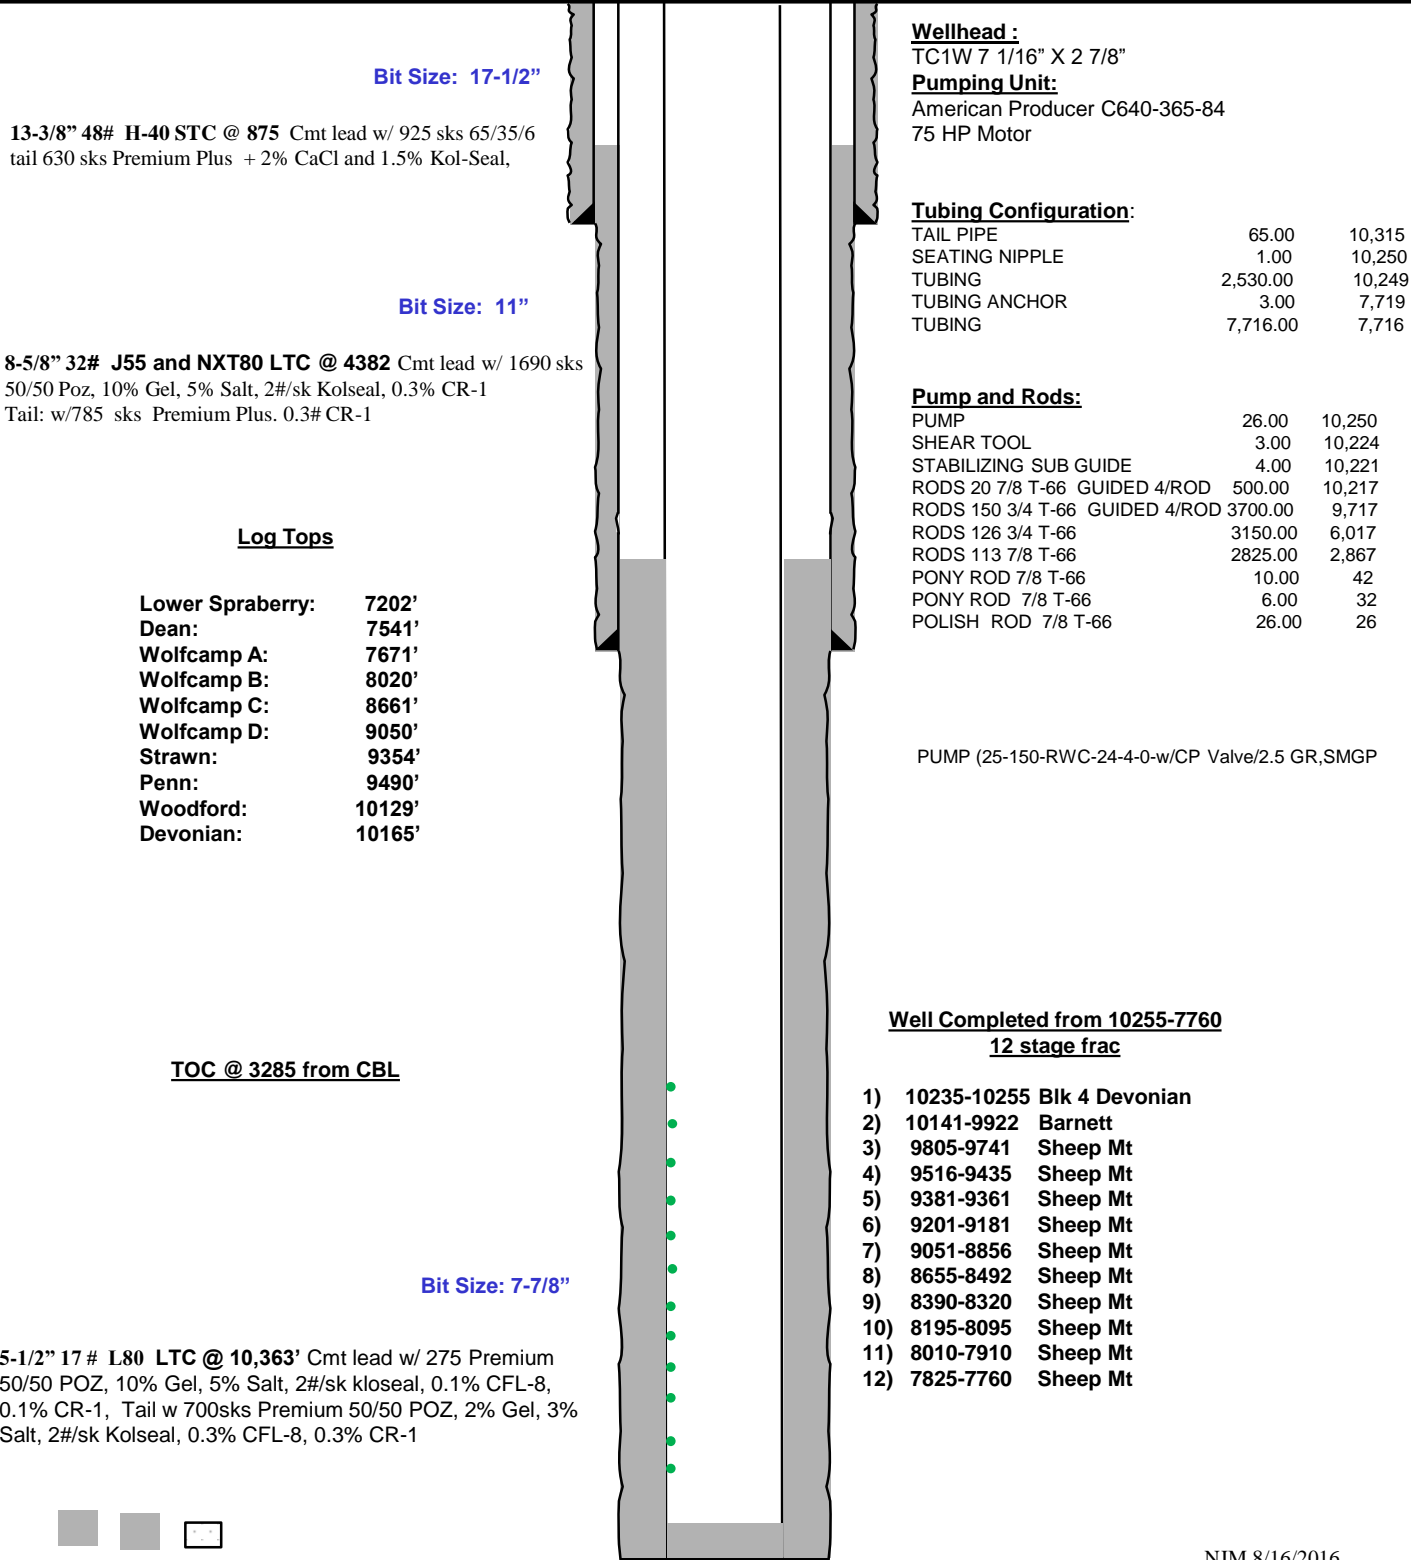 Bit Size: 17-1/2”
13-3/8” 48# H-40 STC @ 875 Cmt lead w/ 925 sks 65/35/6
tail 630 sks Premium Plus + 2% CaCl and 1.5% Kol-Seal,
Bit Size: 11”
8-5/8” 32# J55 and NXT80 LTC @ 4382 Cmt lead w/ 1690 sks
50/50 Poz, 10% Gel, 5% Salt, 2#/sk Kolseal, 0.3% CR-1
Tail: w/785 sks Premium Plus. 0.3# CR-1
Log Tops
Lower Spraberry: 7202’
Dean: 7541’
Wolfcamp A: 7671’
Wolfcamp B: 8020’
Wolfcamp C: 8661’
Wolfcamp D: 9050’
Strawn: 9354’
Penn: 9490’
Woodford: 10129’
Devonian: 10165’
TOC @ 3285 from CBL
Bit Size: 7-7/8”
5-1/2” 17 # L80 LTC @ 10,363’ Cmt lead w/ 275 Premium
50/50 POZ, 10% Gel, 5% Salt, 2#/sk kloseal, 0.1% CFL-8,
0.1% CR-1, Tail w 700sks Premium 50/50 POZ, 2% Gel, 3%
Salt, 2#/sk Kolseal, 0.3% CFL-8, 0.3% CR-1
Wellhead :
TC1W 7 1/16” X 2 7/8”
Pumping Unit:
American Producer C640-365-84
75 HP Motor
Tubing Configuration:
TAIL PIPE 65.00 10,315
SEATING NIPPLE 1.00 10,250
TUBING 2,530.00 10,249
TUBING ANCHOR 3.00 7,719
TUBING 7,716.00 7,716
Pump and Rods:
PUMP 26.00 10,250
SHEAR TOOL 3.00 10,224
STABILIZING SUB GUIDE 4.00 10,221
RODS 20 7/8 T-66 GUIDED 4/ROD 500.00 10,217
RODS 150 3/4 T-66 GUIDED 4/ROD 3700.00 9,717
RODS 126 3/4 T-66 3150.00 6,017
RODS 113 7/8 T-66 2825.00 2,867
PONY ROD 7/8 T-66 10.00 42
PONY ROD 7/8 T-66 6.00 32
POLISH ROD 7/8 T-66 26.00 26
PUMP (25-150-RWC-24-4-0-w/CP Valve/2.5 GR,SMGP
Well Completed from 10255-7760
12 stage frac
1) 10235-10255 Blk 4 Devonian
2) 10141-9922 Barnett
3) 9805-9741 Sheep Mt
4) 9516-9435 Sheep Mt
5) 9381-9361 Sheep Mt
6) 9201-9181 Sheep Mt
7) 9051-8856 Sheep Mt
8) 8655-8492 Sheep Mt
9) 8390-8320 Sheep Mt
10) 8195-8095 Sheep Mt
11) 8010-7910 Sheep Mt
12) 7825-7760 Sheep Mt
NJM 8/16/2016